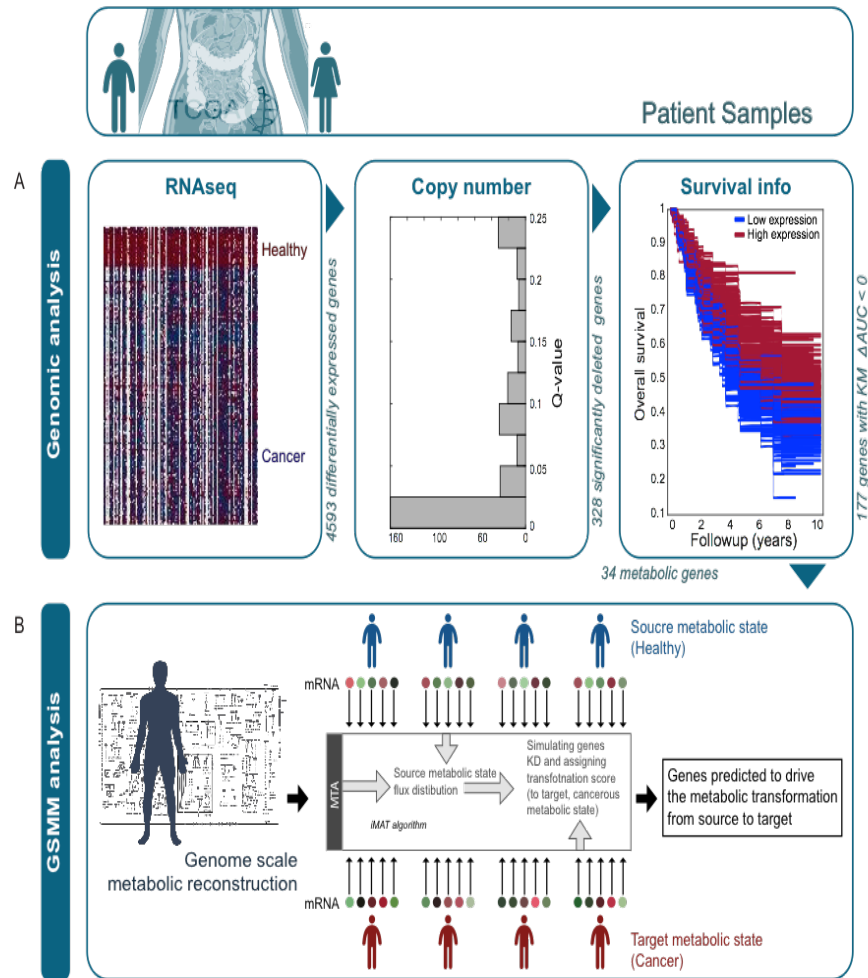 TCGA
Patient Samples
A
Genomic analysis
RNAseq
Healthy
Cancer
4593 differentially expressed genes
Copy number
0.25
0.2
0.15
0.1
0.05
0
Q-value
160
120
60
0
328 significantly deleted genes
Survival info
Low expression
High expression
1
0.9
0.8
0.7
0.6
0.5
0.4
0.3
0.2
0.1
Overall survival
0 2 4 6 8 10
Followup (years)
177 genes with KM ΔAUC < 0
34 metabolic genes
B
GSMM analysis
Soucre metabolic state
(Healthy)
mRNA
MTA
Source metabolic state
flux distibution
iMAT algorithm
Simulating genes
KD and assigning
transfotnation score
(to target, cancerous
metabolic state)
Genes predicted to drive
the metabolic transformation
from source to target
Genome scale
metabolic reconstruction
mRNA
Target metabolic state
(Cancer)